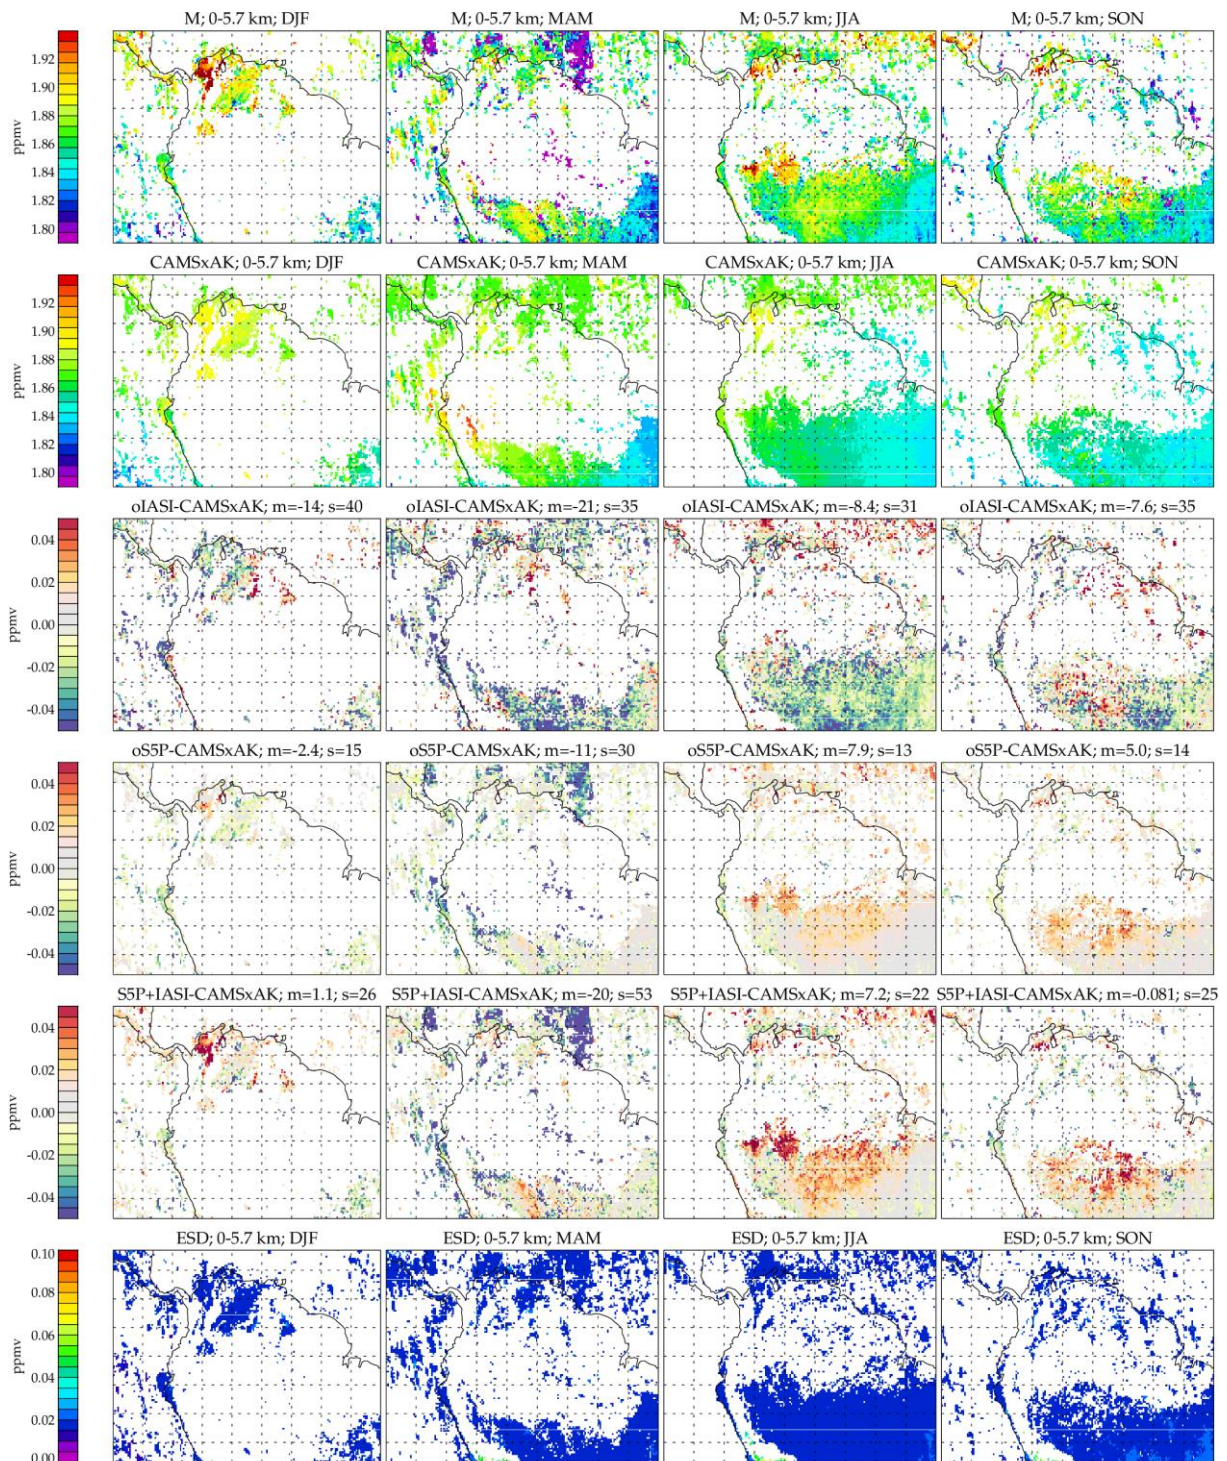 M; 0-5.7 km; DJF M; 0-5.7 km; MAM M; 0-5.7 km; JJA M; 0-5.7 km; SON
1.92
1.90
1.88
1.86
1.84
1.82
1.80
ppmv
CAMSxAK; 0-5.7 km; DJF CAMSxAK; 0-5.7 km; MAM CAMSxAK; 0-5.7 km; JJA CAMSxAK; 0-5.7 km; SON
1.92
1.90
1.88
1.86
1.84
1.82
1.80
ppmv
oIASI-CAMSxAK; m=-14; s=40 oIASI-CAMSxAK; m=-21; s=35 oIASI-CAMSxAK; m=-8.4; s=31 oIASI-CAMSxAK; m=-7.6; s=35
0.04
0.02
0.00
-0.02
-0.04
ppmv
oS5P-CAMSxAK; m=-2.4; s=15 oS5P-CAMSxAK; m=-11; s=30 oS5P-CAMSxAK; m=7.9; s=13 oS5P-CAMSxAK; m=5.0; s=14
0.04
0.02
0.00
-0.02
-0.04
ppmv
S5P+IASI-CAMSxAK; m=1.1; s=26 S5P+IASI-CAMSxAK; m=-20; s=53 S5P+IASI-CAMSxAK; m=7.2; s=22 S5P+IASI-CAMSxAK; m=-0.081; s=25
0.04
0.02
0.00
-0.02
-0.04
ppmv
ESD; 0-5.7 km; DJF ESD; 0-5.7 km; MAM ESD; 0-5.7 km; JJA ESD; 0-5.7 km; SON
0.10
0.08
0.06
0.04
0.02
0.00
ppmv